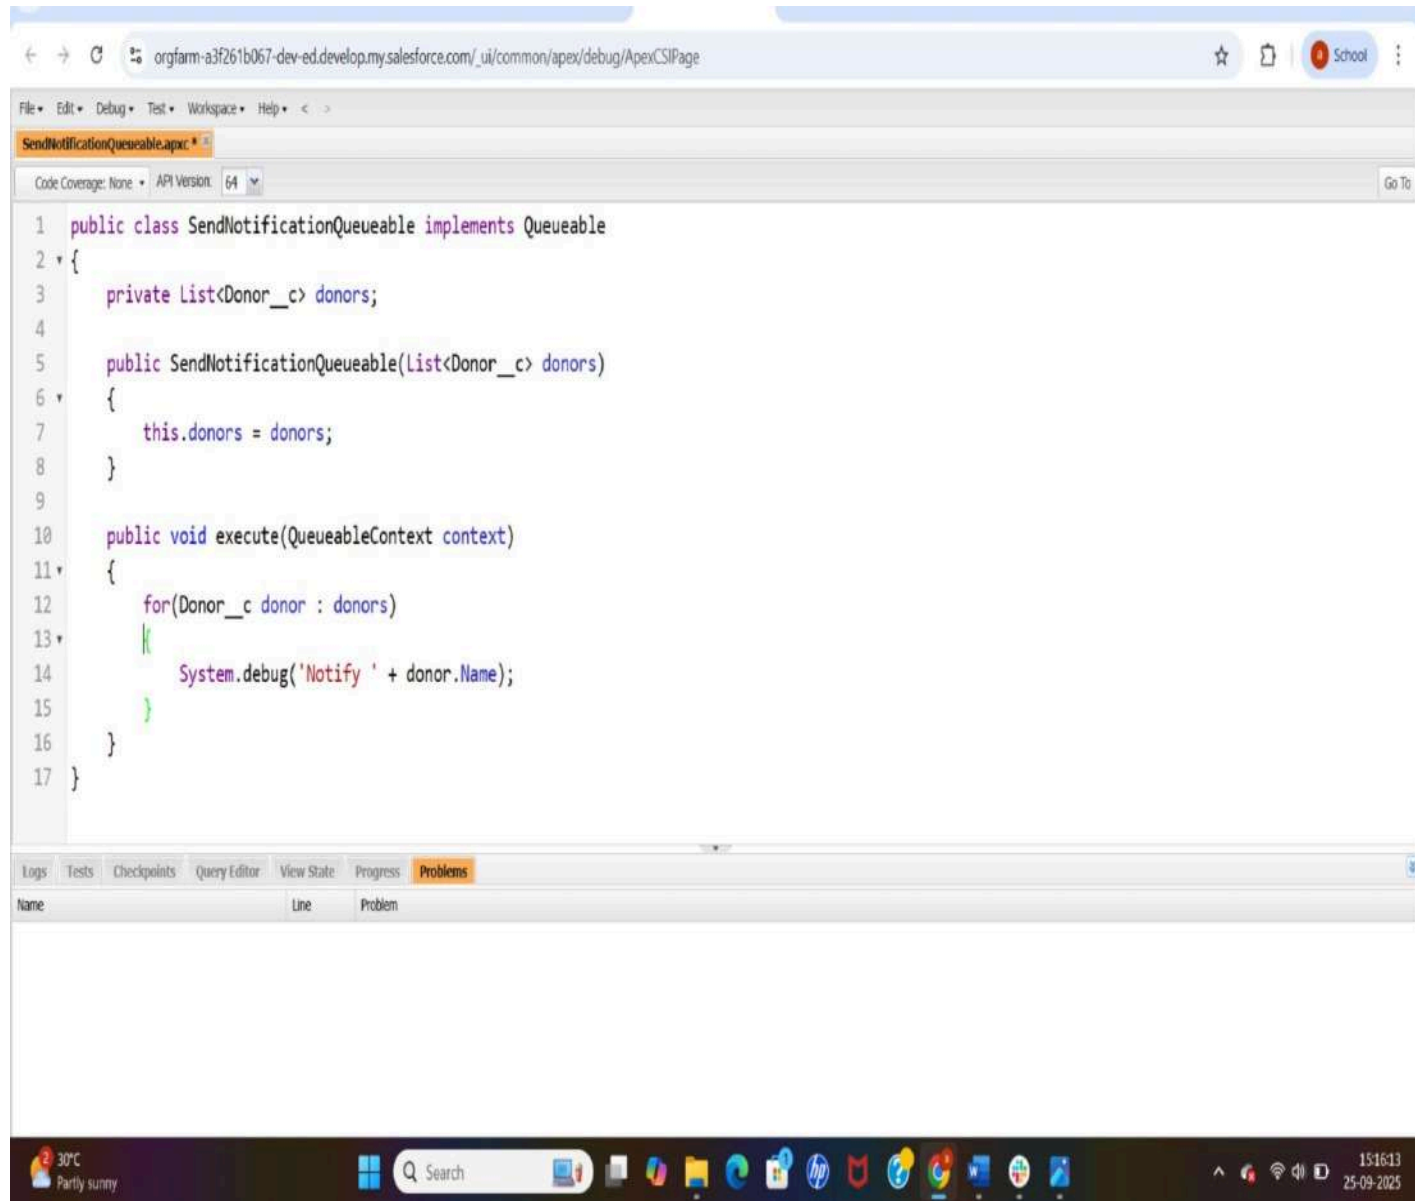 orgfarm-a3f261b067-dev-ed.develop.my.salesforce.com/_ui/common/apex/debug/ApexCSIPage
a School
File Edit Debug Test Workspace Help < >
SendNotificationQueueable.apxc *
Code Coverage: None API Version: 64 Go To
1 public class SendNotificationQueueable implements Queueable
2 {
3 private List<Donor__c> donors;
4
5 public SendNotificationQueueable(List<Donor__c> donors)
6 {
7 this.donors = donors;
8 }
9
10 public void execute(QueueableContext context)
11 {
12 for(Donor__c donor : donors)
13 {
14 System.debug('Notify ' + donor.Name);
15 }
16 }
17 }
Logs Tests Checkpoints Query Editor View State Progress Problems
Name Line Problem
2 30°C
Partly sunny
Search
1
hp
W
15:16:13
25-09-2025